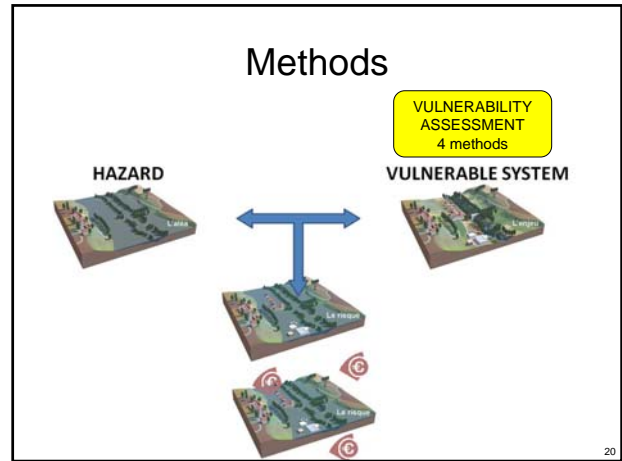 Methods
VULNERABILITY
ASSESSMENT
4 methods
HAZARD
VULNERABLE SYSTEM
L'aléa
L'enjeu
Le risque
€
€
Le risque
€
20